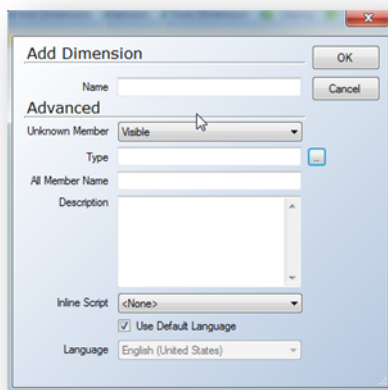 Add Dimension
OK
Name
Cancel
Advanced
Unknown Member Visible
Type ..
All Member Name
Description
Inline Script <None>
Use Default Language
Language English (United States)